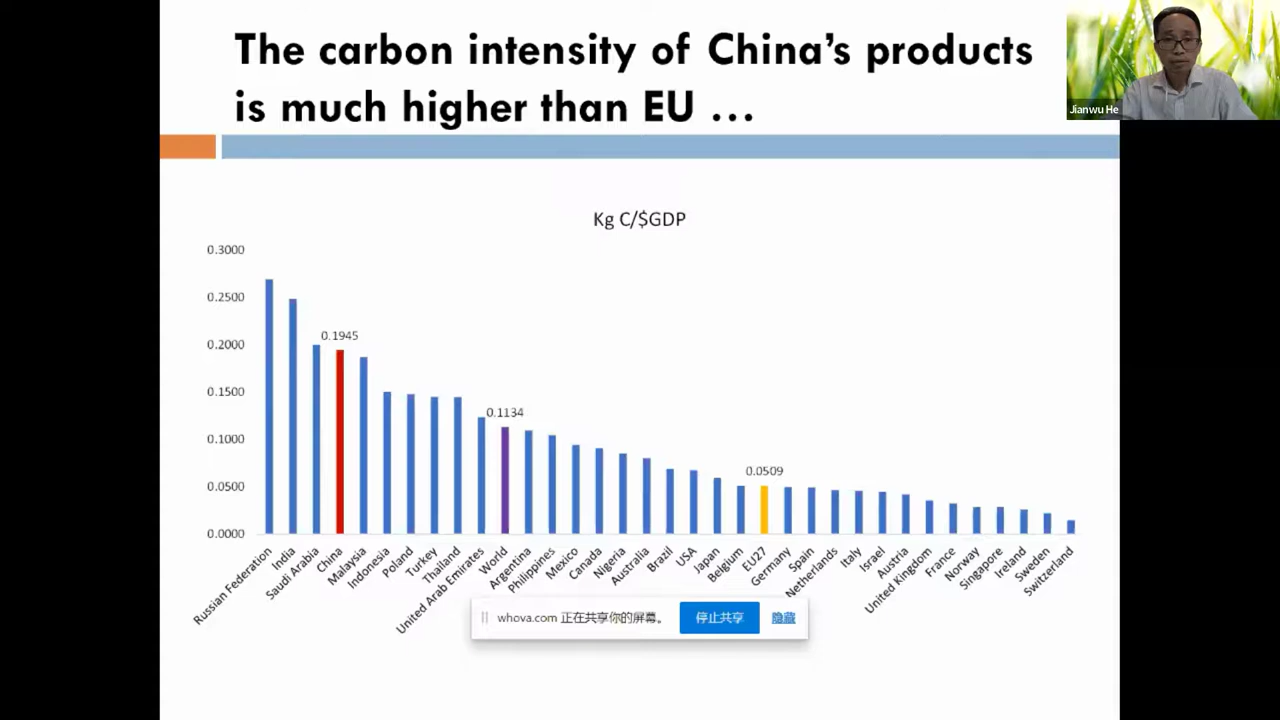 The carbon intensity of China's products
is much higher than EU ...
Jianwu He
Kg C/$GDP
0.3000
0.2500
0.2000
0.1500
0.1000
0.0500
0.0000
0.1945
0.1134
0.0509
Russian Federation
India
Saudi Arabia
China
Malaysia
Indonesia
Poland
Turkey
Thailand
United Arab Emirates
World
Argentina
Philippines
Mexico
Canada
Nigeria
Australia
Brazil
USA
Japan
Belgium
EU27
Germany
Spain
Netherlands
Italy
Israel
Austria
United Kingdom
France
Norway
Singapore
Ireland
Sweden
Switzerland
whova.com 正在共享你的屏幕。 停止共享 隐藏